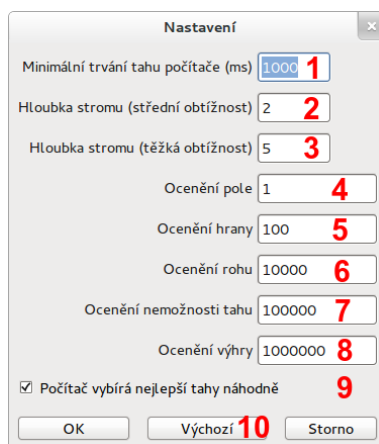 Nastavení ×
Minimální trvání tahu počítače (ms) 1000 1
Hloubka stromu (střední obtížnost) 2 2
Hloubka stromu (těžká obtížnost) 5 3
Ocenění pole 1 4
Ocenění hrany 100 5
Ocenění rohu 10000 6
Ocenění nemožnosti tahu 100000 7
Ocenění výhry 1000000 8
Počítač vybírá nejlepší tahy náhodně 9
OK Výchozí 10 Storno